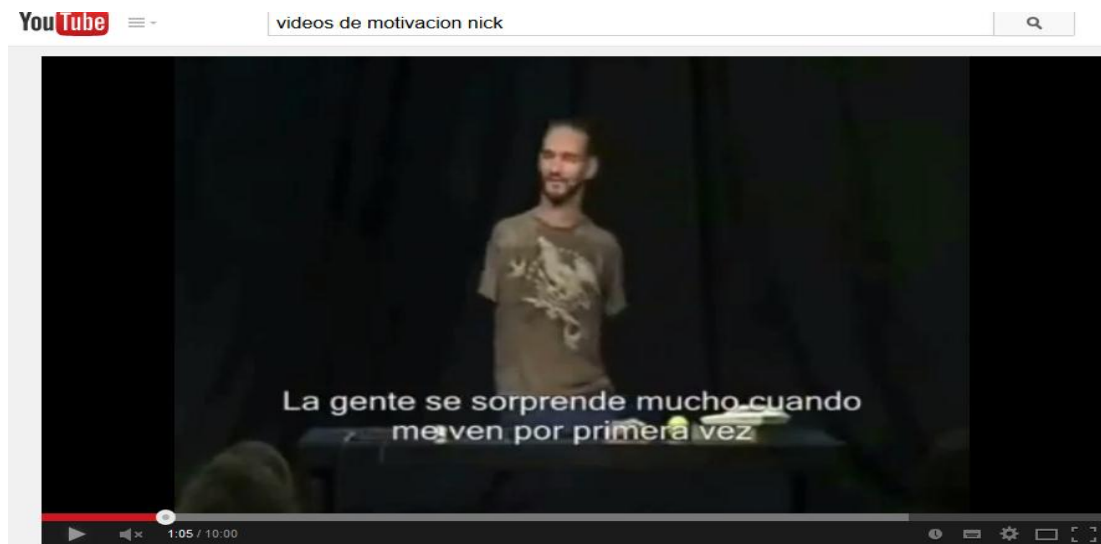 YouTube
videos de motivacion nick
La gente se sorprende mucho cuando
me ven por primera vez
1:05 / 10:00